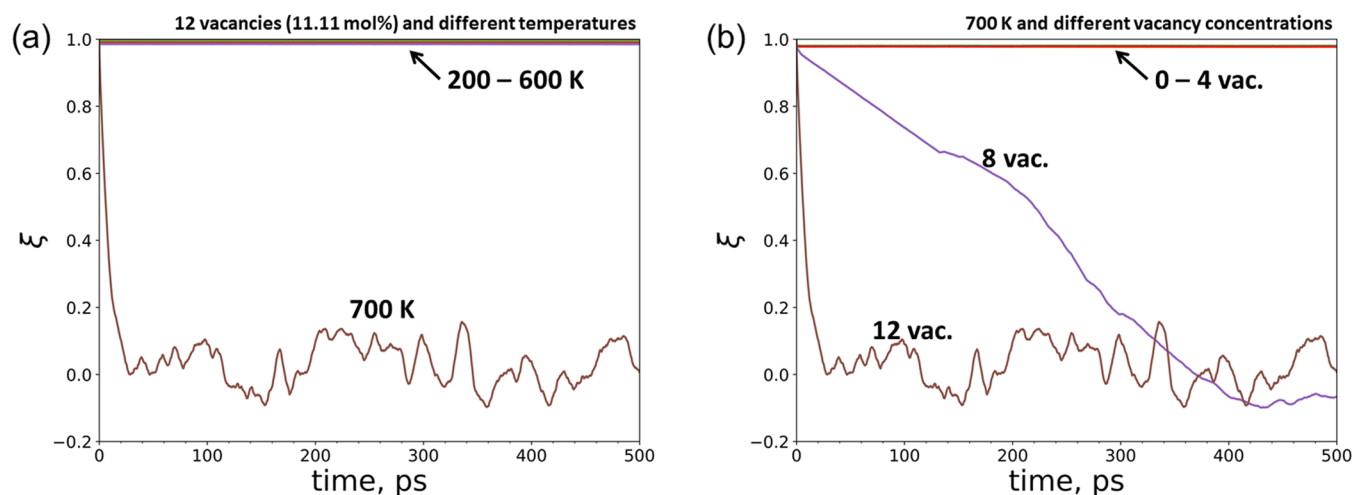 (a)
12 vacancies (11.11 mol%) and different temperatures
1.0
0.8
0.6
0.4
0.2
0.0
−0.2
ξ
200 – 600 K
700 K
0
100
200
300
400
500
time, ps
(b)
700 K and different vacancy concentrations
1.0
0.8
0.6
0.4
0.2
0.0
−0.2
ξ
0 – 4 vac.
8 vac.
12 vac.
0
100
200
300
400
500
time, ps